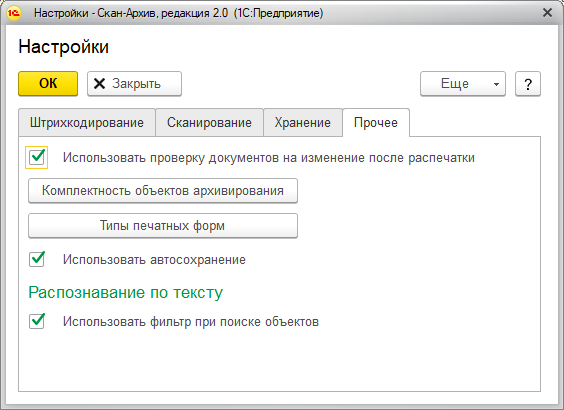 1С Настройки - Скан-Архив, редакция 2.0 (1С:Предприятие)
Настройки
ОК Закрыть Еще ?
Штрихкодирование Сканирование Хранение Прочее
Использовать проверку документов на изменение после распечатки
Комплектность объектов архивирования
Типы печатных форм
Использовать автосохранение
Распознавание по тексту
Использовать фильтр при поиске объектов